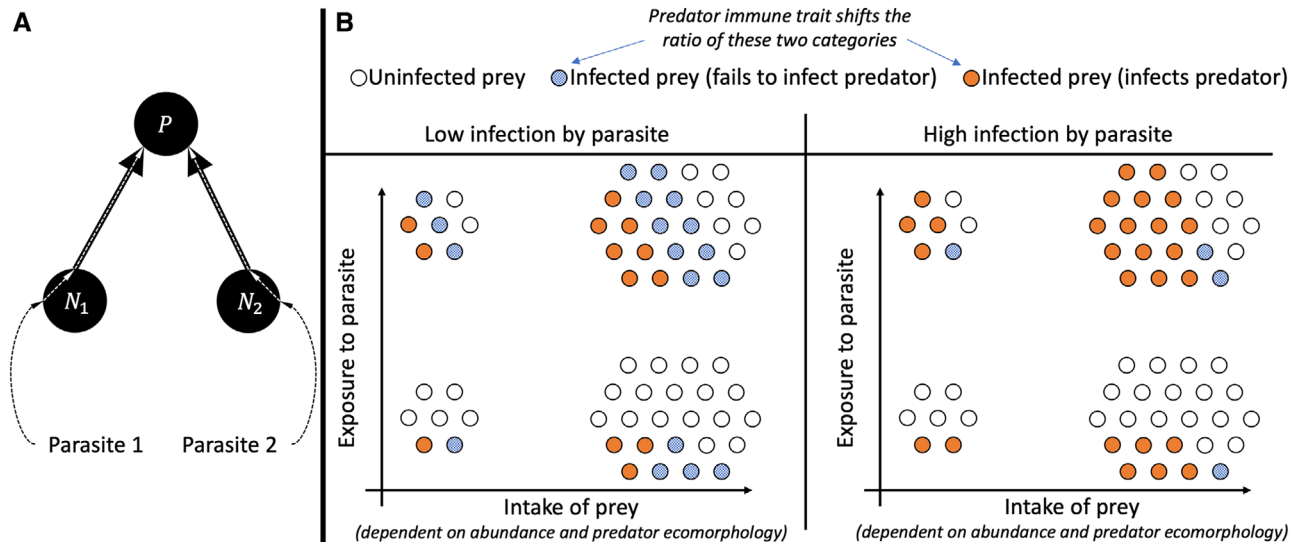 A
P
N1
N2
Parasite 1
Parasite 2
B
Predator immune trait shifts the
ratio of these two categories
Uninfected prey
Infected prey (fails to infect predator)
Infected prey (infects predator)
Low infection by parasite
High infection by parasite
Exposure to parasite
Intake of prey
(dependent on abundance and predator ecomorphology)
Exposure to parasite
Intake of prey
(dependent on abundance and predator ecomorphology)